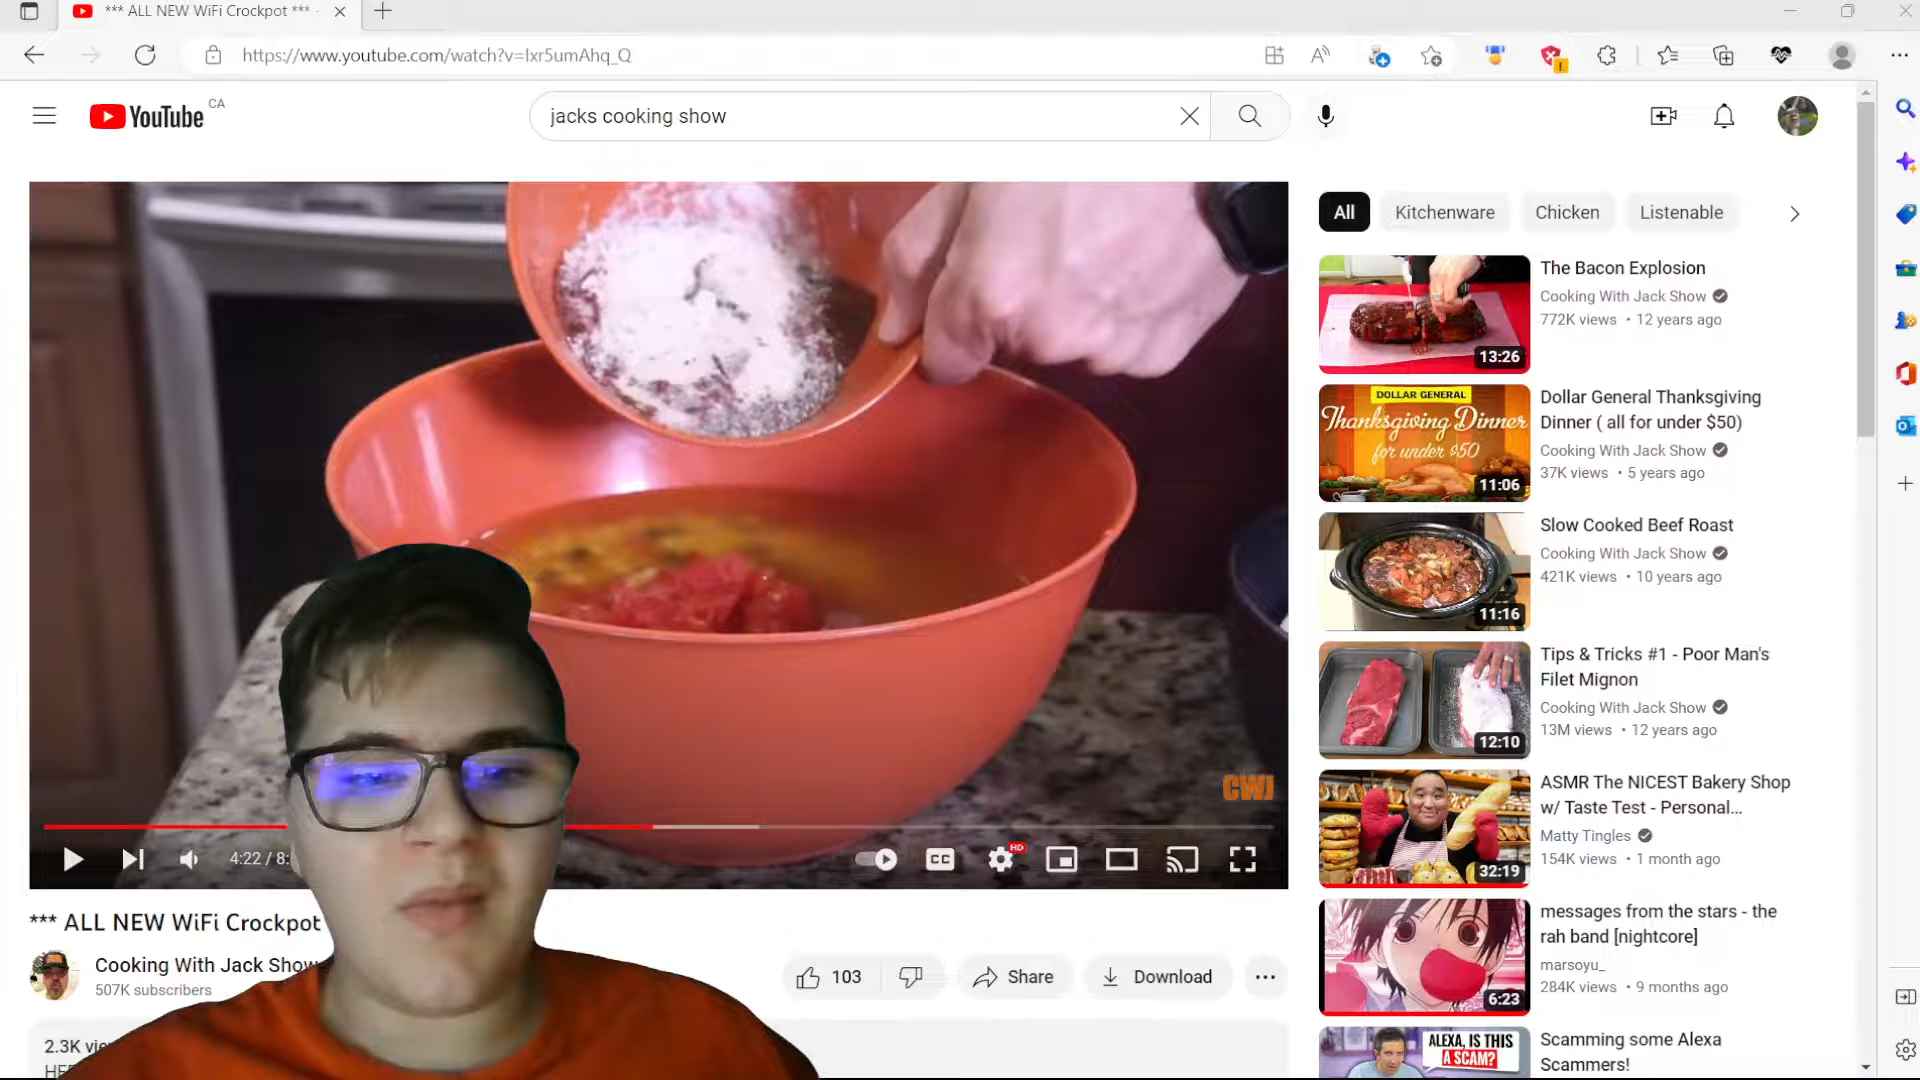 *** ALL NEW WiFi Crockpot *** -
https://www.youtube.com/watch?v=Ixr5umAhq_Q
YouTube CA
jacks cooking show
All
Kitchenware
Chicken
Listenable
CWJ
4:22 / 8:
CC
HD
*** ALL NEW WiFi Crockpot
Cooking With Jack Show
507K subscribers
103
Share
Download
2.3K
The Bacon Explosion
Cooking With Jack Show
772K views • 12 years ago
13:26
DOLLAR GENERAL
Thanksgiving
Dinner
for under $50
11:06
Dollar General Thanksgiving
Dinner ( all for under $50)
Cooking With Jack Show
37K views • 5 years ago
11:16
Slow Cooked Beef Roast
Cooking With Jack Show
421K views • 10 years ago
12:10
Tips & Tricks #1 - Poor Man's
Filet Mignon
Cooking With Jack Show
13M views • 12 years ago
32:19
ASMR The NICEST Bakery Shop
w/ Taste Test - Personal...
Matty Tingles
154K views • 1 month ago
6:23
messages from the stars - the
rah band [nightcore]
marsoyu_
284K views • 9 months ago
ALEXA, IS THIS
A SCAM?
Scamming some Alexa
Scammers!